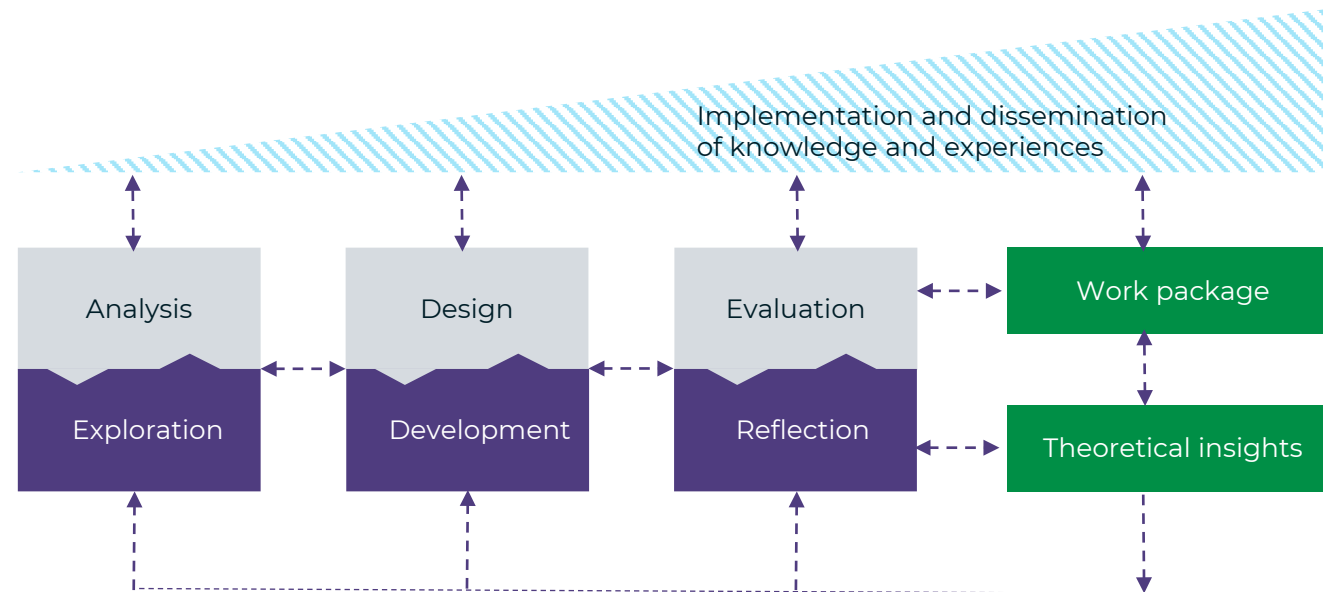 Implementation and dissemination
of knowledge and experiences
Analysis
Exploration
Design
Development
Evaluation
Reflection
Work package
Theoretical insights